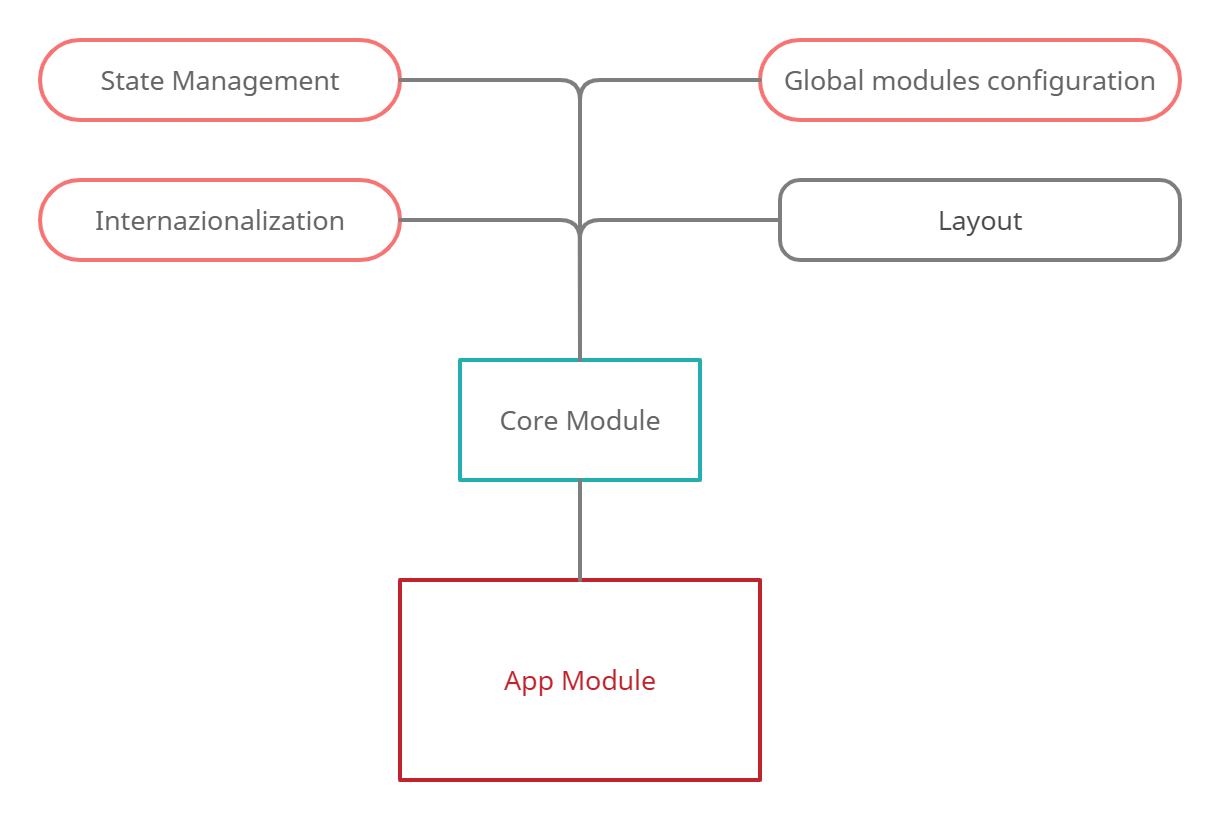 State Management
Global modules configuration
Internazionalization
Layout
Core Module
App Module